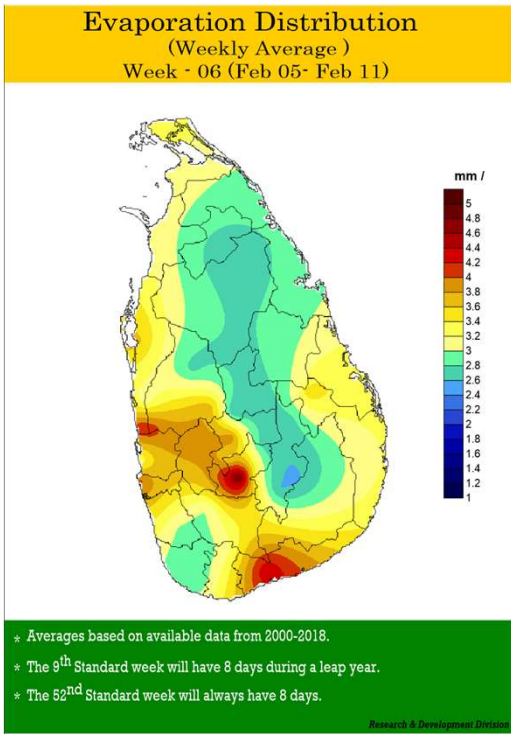 Evaporation Distribution
(Weekly Average )
Week - 06 (Feb 05- Feb 11)
mm /
5
4.8
4.6
4.4
4.2
4
3.8
3.6
3.4
3.2
3
2.8
2.6
2.4
2.2
2
1.8
1.6
1.4
1.2
1
* Averages based on available data from 2000-2018.
* The 9th Standard week will have 8 days during a leap year.
* The 52nd Standard week will always have 8 days.
Research & Development Division